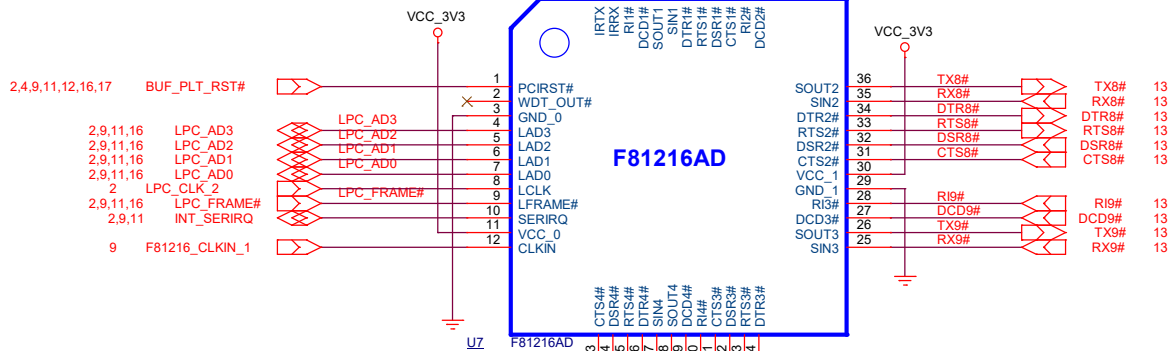 VCC_3V3
IRTX
IRRX
RI1#
DCD1#
SOUT1
SIN1
DTR1#
RTS1#
DSR1#
CTS1#
RI2#
DCD2#
VCC_3V3
2,4,9,11,12,16,17 BUF_PLT_RST# 1 PCIRST#
2 WDT_OUT#
3 GND_0
2,9,11,16 LPC_AD3 LPC_AD3 4 LAD3
2,9,11,16 LPC_AD2 LPC_AD2 5 LAD2
2,9,11,16 LPC_AD1 LPC_AD1 6 LAD1
2,9,11,16 LPC_AD0 LPC_AD0 7 LAD0
2 LPC_CLK_2 8 LCLK
2,9,11,16 LPC_FRAME# LPC_FRAME# 9 LFRAME#
2,9,11 INT_SERIRQ 10 SERIRQ
11 VCC_0
9 F81216_CLKIN_1 12 CLKIN
F81216AD
SOUT2 36 TX8# TX8# 13
SIN2 35 RX8# RX8# 13
DTR2# 34 DTR8# DTR8# 13
RTS2# 33 RTS8# RTS8# 13
DSR2# 32 DSR8# DSR8# 13
CTS2# 31 CTS8# CTS8# 13
VCC_1 30
GND_1 29
RI3# 28 RI9# RI9# 13
DCD3# 27 DCD9# DCD9# 13
SOUT3 26 TX9# TX9# 13
SIN3 25 RX9# RX9# 13
CTS4#
DSR4#
RTS4#
DTR4#
SIN4
SOUT4
DCD4#
RI4#
CTS3#
DSR3#
RTS3#
DTR3#
U7 F81216AD